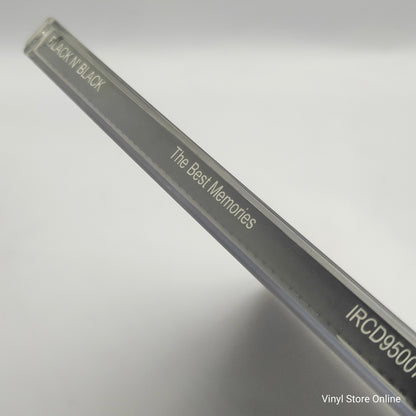 BLACK N' BLACK
The Best Memories
IRCD9500
Vinyl Store Online